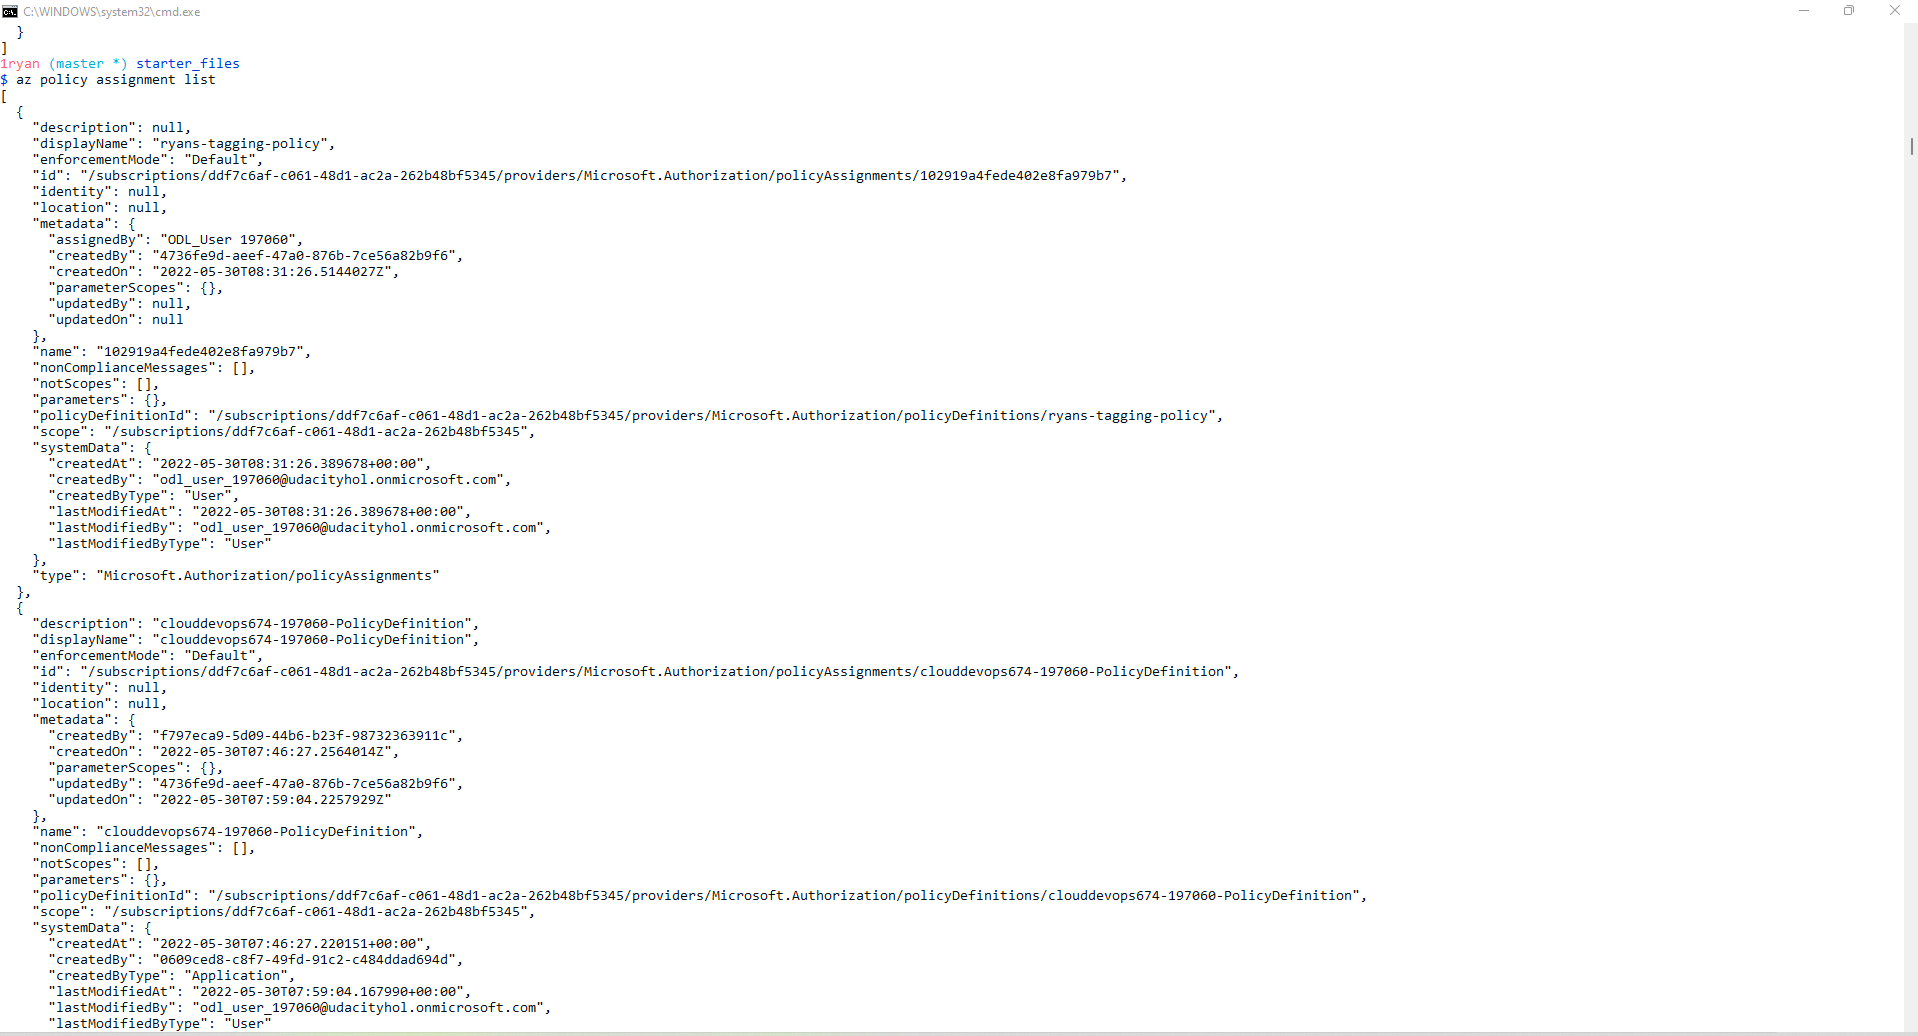 C:\WINDOWS\system32\cmd.exe
  }
]
1ryan (master *) starter_files
$ az policy assignment list
[
  {
    "description": null,
    "displayName": "ryans-tagging-policy",
    "enforcementMode": "Default",
    "id": "/subscriptions/ddf7c6af-c061-48d1-ac2a-262b48bf5345/providers/Microsoft.Authorization/policyAssignments/102919a4fede402e8fa979b7",
    "identity": null,
    "location": null,
    "metadata": {
      "assignedBy": "ODL_User 197060",
      "createdBy": "4736fe9d-aeef-47a0-876b-7ce56a82b9f6",
      "createdOn": "2022-05-30T08:31:26.5144027Z",
      "parameterScopes": {},
      "updatedBy": null,
      "updatedOn": null
    },
    "name": "102919a4fede402e8fa979b7",
    "nonComplianceMessages": [],
    "notScopes": [],
    "parameters": {},
    "policyDefinitionId": "/subscriptions/ddf7c6af-c061-48d1-ac2a-262b48bf5345/providers/Microsoft.Authorization/policyDefinitions/ryans-tagging-policy",
    "scope": "/subscriptions/ddf7c6af-c061-48d1-ac2a-262b48bf5345",
    "systemData": {
      "createdAt": "2022-05-30T08:31:26.389678+00:00",
      "createdBy": "odl_user_197060@udacityhol.onmicrosoft.com",
      "createdByType": "User",
      "lastModifiedAt": "2022-05-30T08:31:26.389678+00:00",
      "lastModifiedBy": "odl_user_197060@udacityhol.onmicrosoft.com",
      "lastModifiedByType": "User"
    },
    "type": "Microsoft.Authorization/policyAssignments"
  },
  {
    "description": "clouddevops674-197060-PolicyDefinition",
    "displayName": "clouddevops674-197060-PolicyDefinition",
    "enforcementMode": "Default",
    "id": "/subscriptions/ddf7c6af-c061-48d1-ac2a-262b48bf5345/providers/Microsoft.Authorization/policyAssignments/clouddevops674-197060-PolicyDefinition",
    "identity": null,
    "location": null,
    "metadata": {
      "createdBy": "f797eca9-5d09-44b6-b23f-98732363911c",
      "createdOn": "2022-05-30T07:46:27.2564014Z",
      "parameterScopes": {},
      "updatedBy": "4736fe9d-aeef-47a0-876b-7ce56a82b9f6",
      "updatedOn": "2022-05-30T07:59:04.2257929Z"
    },
    "name": "clouddevops674-197060-PolicyDefinition",
    "nonComplianceMessages": [],
    "notScopes": [],
    "parameters": {},
    "policyDefinitionId": "/subscriptions/ddf7c6af-c061-48d1-ac2a-262b48bf5345/providers/Microsoft.Authorization/policyDefinitions/clouddevops674-197060-PolicyDefinition",
    "scope": "/subscriptions/ddf7c6af-c061-48d1-ac2a-262b48bf5345",
    "systemData": {
      "createdAt": "2022-05-30T07:46:27.220151+00:00",
      "createdBy": "0609ced8-c8f7-49fd-91c2-c484ddad694d",
      "createdByType": "Application",
      "lastModifiedAt": "2022-05-30T07:59:04.167990+00:00",
      "lastModifiedBy": "odl_user_197060@udacityhol.onmicrosoft.com",
      "lastModifiedByType": "User"